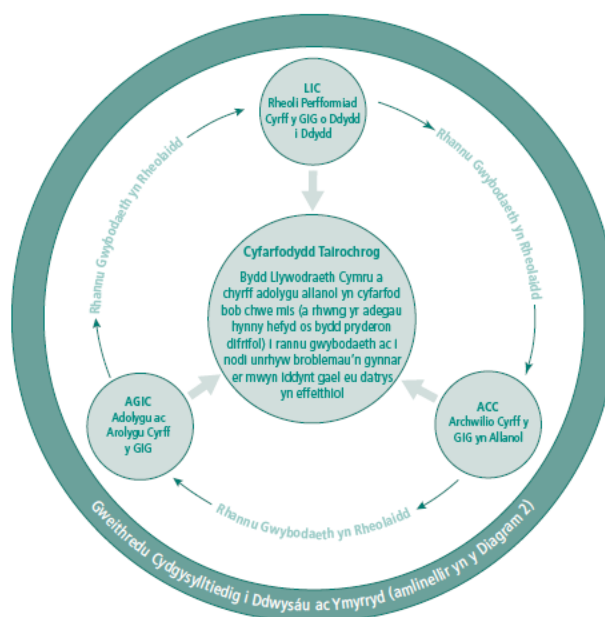 LIC
Rheoli Perfformiad
Cyrff y GIG o Ddydd
i Ddydd
Rhannu Gwybodaeth yn Rheolaidd
Rhannu Gwybodaeth yn Rheolaidd
Cyfarfodydd Tairochrog
Bydd Llywodraeth Cymru a
chyrff adolygu allanol yn cyfarfod
bob chwe mis (a rhwng yr adegau
hynny hefyd os bydd pryderon
difrifol) i rannu gwybodaeth ac i
nodi unrhyw broblemau'n gynnar
er mwyn iddynt gael eu datrys
yn effeithiol
AGIC
Adolygu ac
Arolygu Cyrff
y GIG
ACC
Archwilio Cyrff y
GIG yn Allanol
Rhannu Gwybodaeth yn Rheolaidd
Gweithredu Cydgysylltiedig i Ddwysáu ac Ymyrryd (amlinellir yn y Diagram 2)